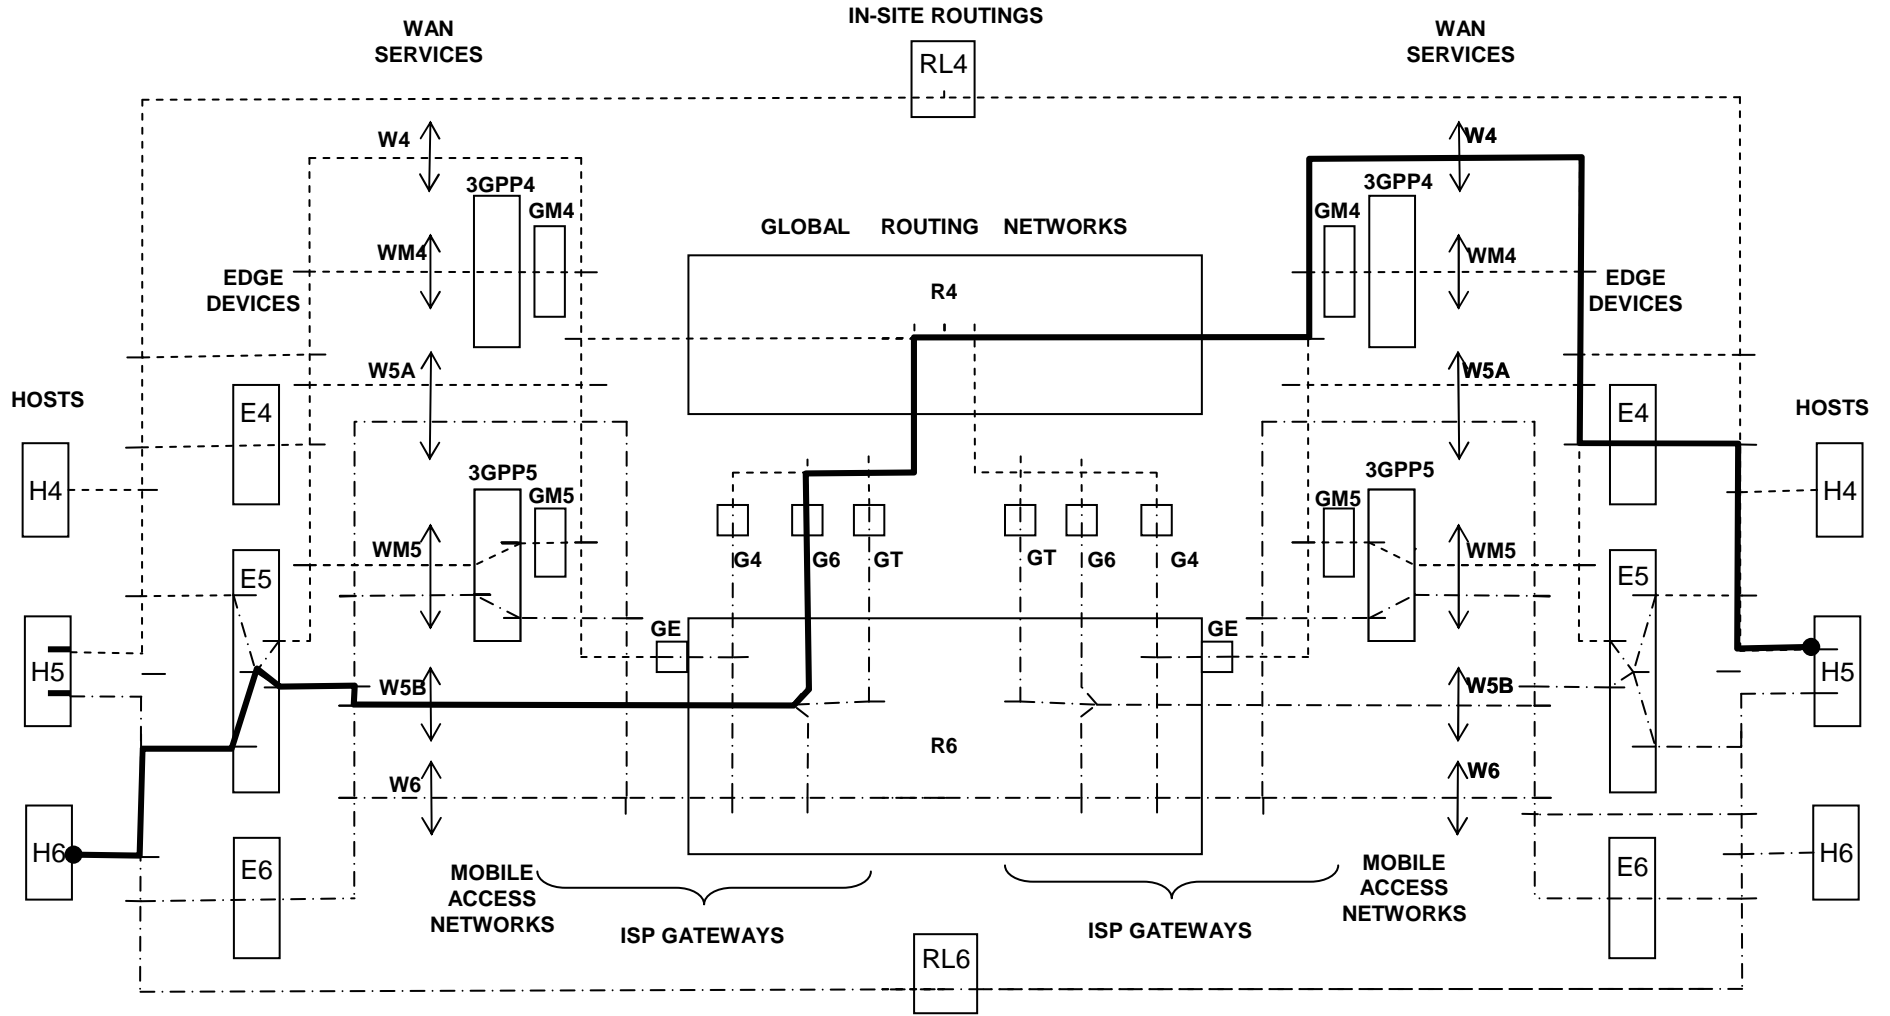 IN-SITE ROUTINGS
WAN
SERVICES
WAN
SERVICES
RL4
W4
W4
3GPP4
3GPP4
GM4
GM4
GLOBAL ROUTING NETWORKS
WM4
WM4
EDGE
DEVICES
EDGE
DEVICES
R4
W5A
W5A
HOSTS
HOSTS
E4
E4
3GPP5
3GPP5
H4
H4
GM5
GM5
WM5
WM5
G4
G6
GT
GT
G6
G4
E5
E5
GE
GE
H5
H5
W5B
W5B
R6
W6
W6
H6
H6
E6
E6
MOBILE
ACCESS
NETWORKS
MOBILE
ACCESS
NETWORKS
ISP GATEWAYS
ISP GATEWAYS
RL6